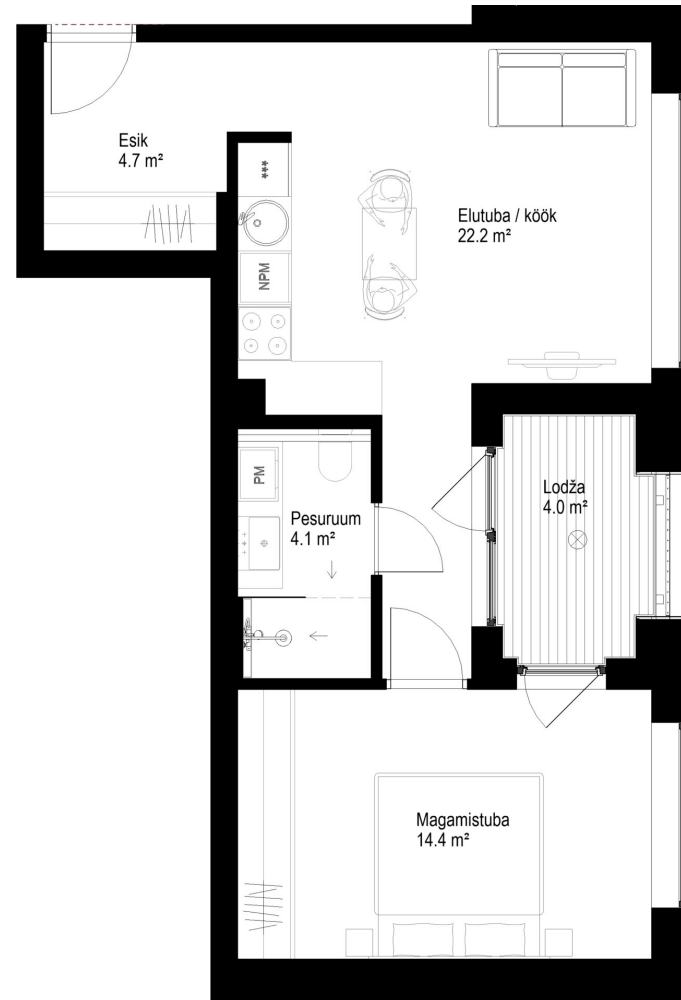 Esik
4.7 m²
***
Elutuba / köök
22.2 m²
NPM
PM
Pesuruum
4.1 m²
Lodža
4.0 m²
Magamistuba
14.4 m²